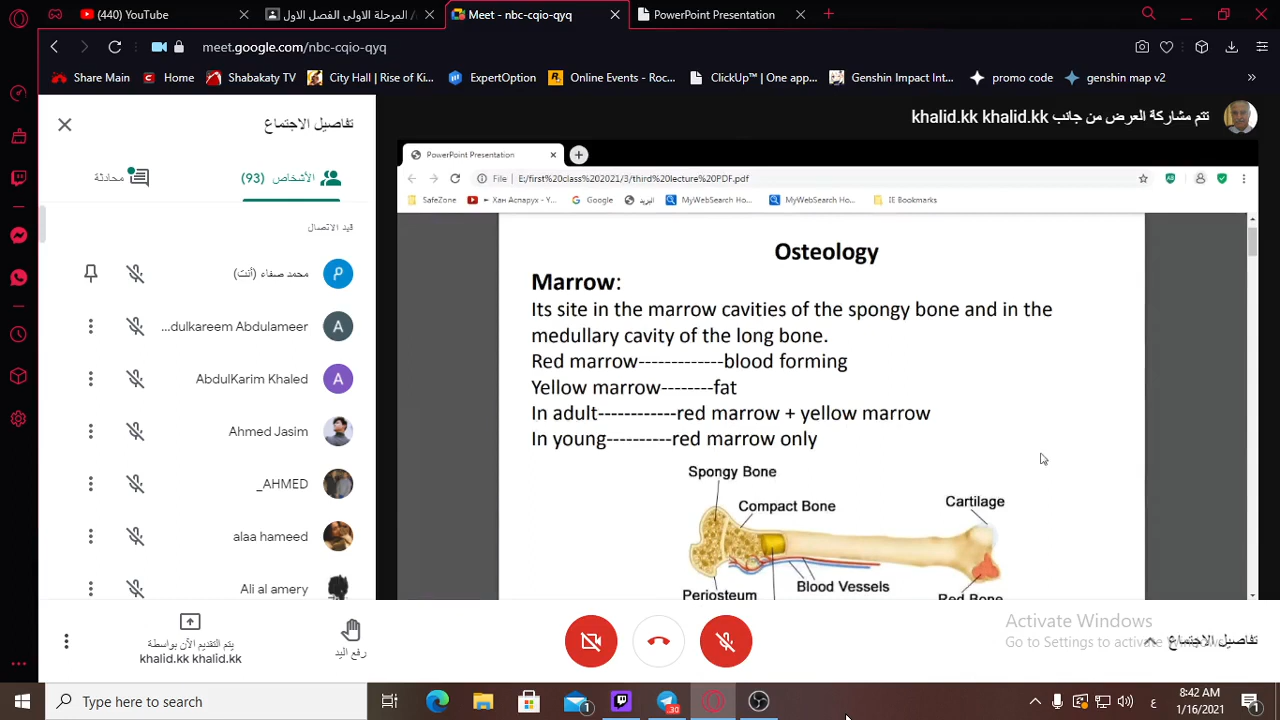 (440) YouTube
المرحلة الاولى/ الفصل الاول
Meet - nbc-cqio-qyq
PowerPoint Presentation
meet.google.com/nbc-cqio-qyq
Share Main
Home
Shabakaty TV
City Hall | Rise of Ki...
ExpertOption
Online Events - Roc...
ClickUp™ | One app...
Genshin Impact Int...
promo code
genshin map v2
»
تفاصيل الاجتماع
تتم مشاركة العرض من جانب khalid.kk khalid.kk
الأشخاص (93)
محادثة
قيد الاتصال
محمد صفاء (أنت)
...dulkareem Abdulameer
AbdulKarim Khaled
Ahmed Jasim
_AHMED
alaa hameed
Ali al amery
PowerPoint Presentation
File | E:/first%20class%202021/3/third%20lecture%20PDF.pdf
SafeZone
Хан Аспарух - Y...
Google
البريد
MyWebSearch Ho...
MyWebSearch Ho...
IE Bookmarks
Osteology
Marrow:
Its site in the marrow cavities of the spongy bone and in the
medullary cavity of the long bone.
Red marrow-------------blood forming
Yellow marrow--------fat
In adult------------red marrow + yellow marrow
In young----------red marrow only
Spongy Bone
Compact Bone
Cartilage
Blood Vessels
Periosteum
Red Bone
يتم التقديم الآن بواسطة
khalid.kk khalid.kk
رفع اليد
تفاصيل الاجتماع
Activate Windows
Go to Settings to activate Windows.
Type here to search
1
30
ع
8:42 AM
1/16/2021
1